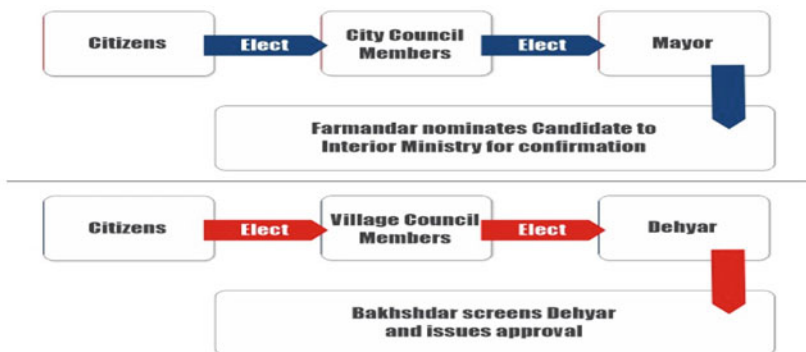 Citizens
Elect
City Council
Members
Elect
Mayor
Farmandar nominates Candidate to
Interior Ministry for confirmation
Citizens
Elect
Village Council
Members
Elect
Dehyar
Bakhshdar screens Dehyar
and issues approval